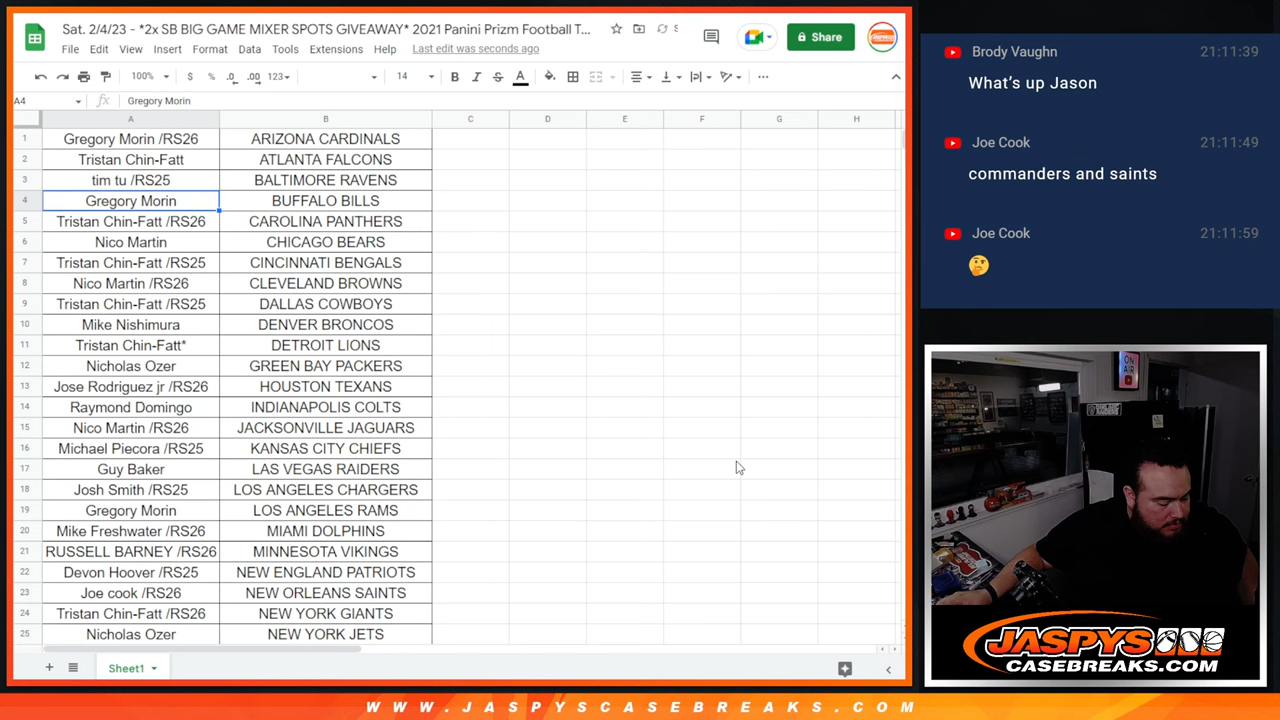 Sat. 2/4/23 - *2x SB BIG GAME MIXER SPOTS GIVEAWAY* 2021 Panini Prizm Football T...
File Edit View Insert Format Data Tools Extensions Help Last edit was seconds ago
Share
100% $ % .0 .00 123 14 B I S A
A4 fx Gregory Morin
A B C D E F G H
1 Gregory Morin /RS26 ARIZONA CARDINALS
2 Tristan Chin-Fatt ATLANTA FALCONS
3 tim tu /RS25 BALTIMORE RAVENS
4 Gregory Morin BUFFALO BILLS
5 Tristan Chin-Fatt /RS26 CAROLINA PANTHERS
6 Nico Martin CHICAGO BEARS
7 Tristan Chin-Fatt /RS25 CINCINNATI BENGALS
8 Nico Martin /RS26 CLEVELAND BROWNS
9 Tristan Chin-Fatt /RS25 DALLAS COWBOYS
10 Mike Nishimura DENVER BRONCOS
11 Tristan Chin-Fatt* DETROIT LIONS
12 Nicholas Ozer GREEN BAY PACKERS
13 Jose Rodriguez jr /RS26 HOUSTON TEXANS
14 Raymond Domingo INDIANAPOLIS COLTS
15 Nico Martin /RS26 JACKSONVILLE JAGUARS
16 Michael Piecora /RS25 KANSAS CITY CHIEFS
17 Guy Baker LAS VEGAS RAIDERS
18 Josh Smith /RS25 LOS ANGELES CHARGERS
19 Gregory Morin LOS ANGELES RAMS
20 Mike Freshwater /RS26 MIAMI DOLPHINS
21 RUSSELL BARNEY /RS26 MINNESOTA VIKINGS
22 Devon Hoover /RS25 NEW ENGLAND PATRIOTS
23 Joe cook /RS26 NEW ORLEANS SAINTS
24 Tristan Chin-Fatt /RS26 NEW YORK GIANTS
25 Nicholas Ozer NEW YORK JETS
Sheet1
Brody Vaughn 21:11:39
What's up Jason
Joe Cook 21:11:49
commanders and saints
Joe Cook 21:11:59
🤔
ON
AIR
JASPYS
CASEBREAKS.COM
WWW.JASPYSCASEBREAKS.COM